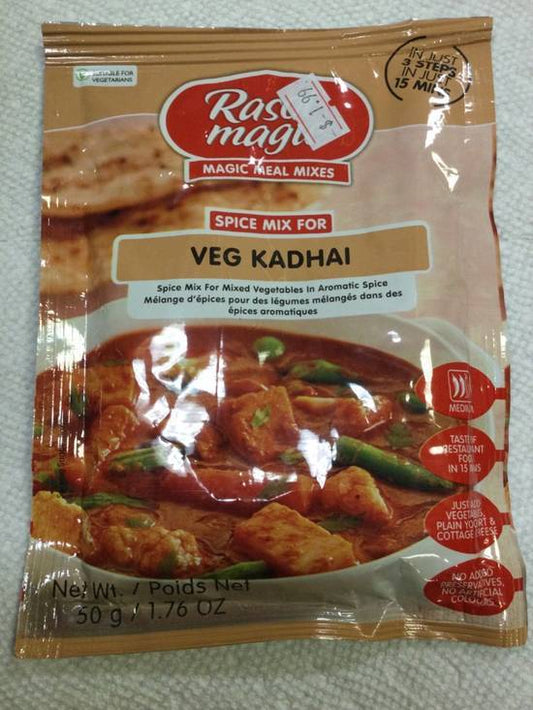 SUITABLE FOR
VEGETARIANS
IN JUST
3 STEPS
IN JUST
15 MINS
$ 1.99
magic
MAGIC MEAL MIXES
SPICE MIX FOR
VEG KADHAI
Spice Mix For Mixed Vegetables In Aromatic Spice
Mélange d'épices pour des légumes mélangés dans des
épices aromatiques
MEDIUM
TASTE OF
RESTAURANT
FOOD
IN 15 MINS
JUST ADD
VEGETABLES,
PLAIN YOGURT &
COTTAGE CHEESE
NO ADDED
PRESERVATIVES,
NO ARTIFICIAL
COLOURS.
Net Wt. / Poids Net
50 g / 1.76 OZ